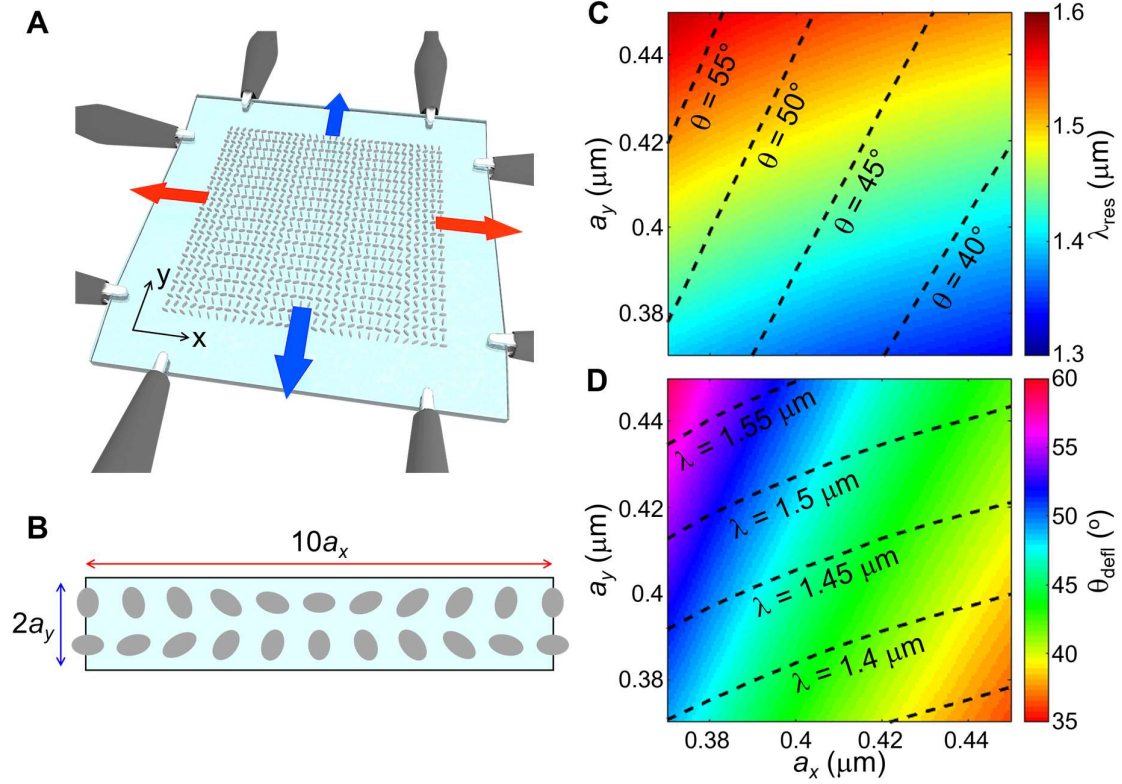 A
y
x
B
10aₓ
2a_y
C
a_y (μm)
0.44
0.42
0.4
0.38
θ = 55°
θ = 50°
θ = 45°
θ = 40°
1.6
1.5
1.4
1.3
λ_res (μm)
D
a_y (μm)
0.44
0.42
0.4
0.38
λ = 1.55 μm
λ = 1.5 μm
λ = 1.45 μm
λ = 1.4 μm
0.38
0.4
0.42
0.44
aₓ (μm)
60
55
50
45
40
35
θ_defl (°)